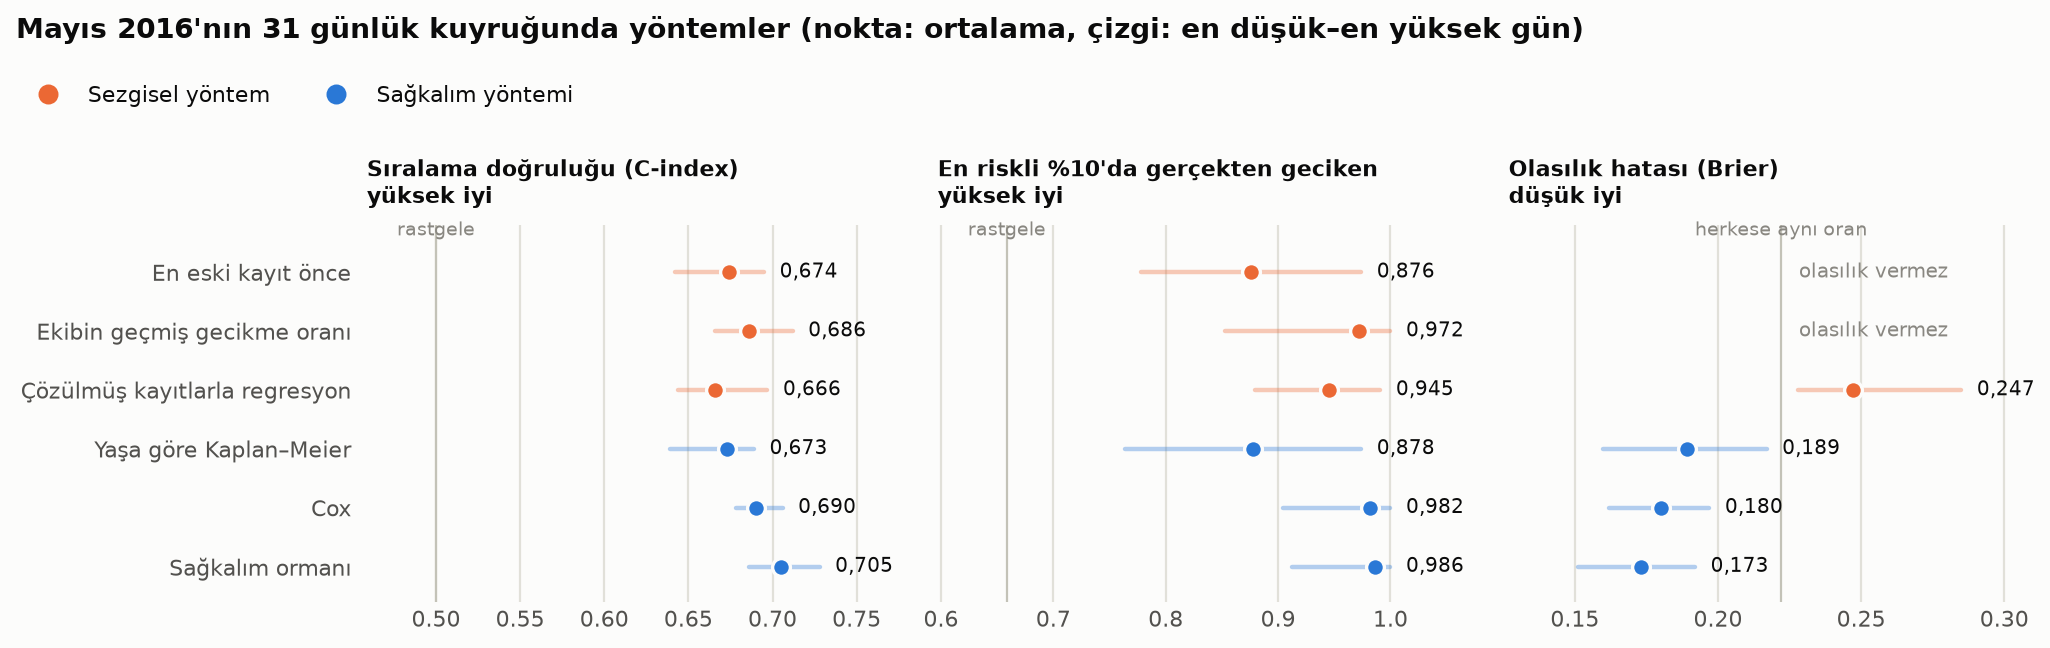 Mayıs 2016'nın 31 günlük kuyruğunda yöntemler (nokta: ortalama, çizgi: en düşük–en yüksek gün)
Sezgisel yöntem
Sağkalım yöntemi
Sıralama doğruluğu (C-index)
yüksek iyi
En riskli %10'da gerçekten geciken
yüksek iyi
Olasılık hatası (Brier)
düşük iyi
rastgele
rastgele
herkese aynı oran
En eski kayıt önce 0,674 0,876 olasılık vermez
Ekibin geçmiş gecikme oranı 0,686 0,972 olasılık vermez
Çözülmüş kayıtlarla regresyon 0,666 0,945 0,247
Yaşa göre Kaplan–Meier 0,673 0,878 0,189
Cox 0,690 0,982 0,180
Sağkalım ormanı 0,705 0,986 0,173
0.50 0.55 0.60 0.65 0.70 0.75
0.6 0.7 0.8 0.9 1.0
0.15 0.20 0.25 0.30